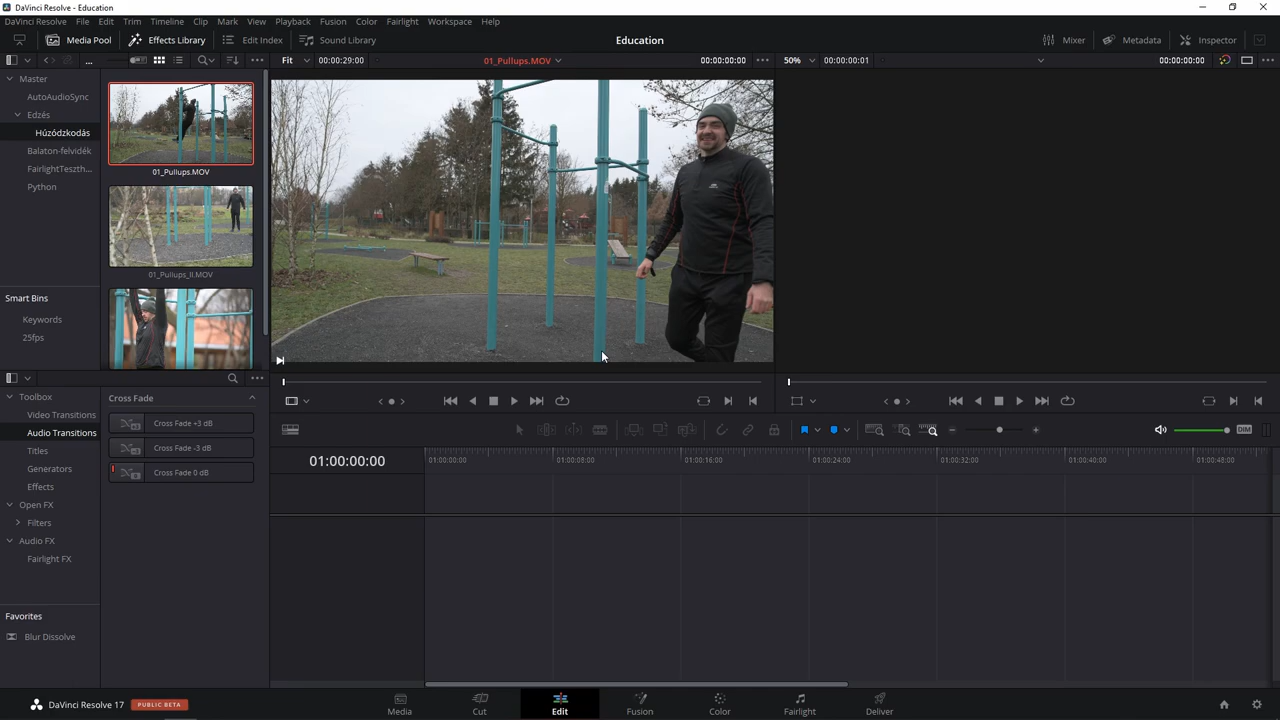 DaVinci Resolve - Education
DaVinci Resolve File Edit Trim Timeline Clip Mark View Playback Fusion Color Fairlight Workspace Help
Media Pool Effects Library Edit Index Sound Library Education Mixer Metadata Inspector
... Fit 00:00:29:00 01_Pullups.MOV 00:00:00:00 50% 00:00:00:01 00:00:00:00
Master
AutoAudioSync
Edzés
Húzódzkodás
Balaton-felvidék
FairlightTeszth...
Python
01_Pullups.MOV
01_Pullups_II.MOV
Smart Bins
Keywords
25fps
Toolbox
Video Transitions
Audio Transitions
Titles
Generators
Effects
Open FX
Filters
Audio FX
Fairlight FX
Favorites
Blur Dissolve
Cross Fade
Cross Fade +3 dB
Cross Fade -3 dB
Cross Fade 0 dB
DIM
01:00:00:00
01:00:00:00 01:00:08:00 01:00:16:00 01:00:24:00 01:00:32:00 01:00:40:00 01:00:48:00
DaVinci Resolve 17 PUBLIC BETA
Media Cut Edit Fusion Color Fairlight Deliver